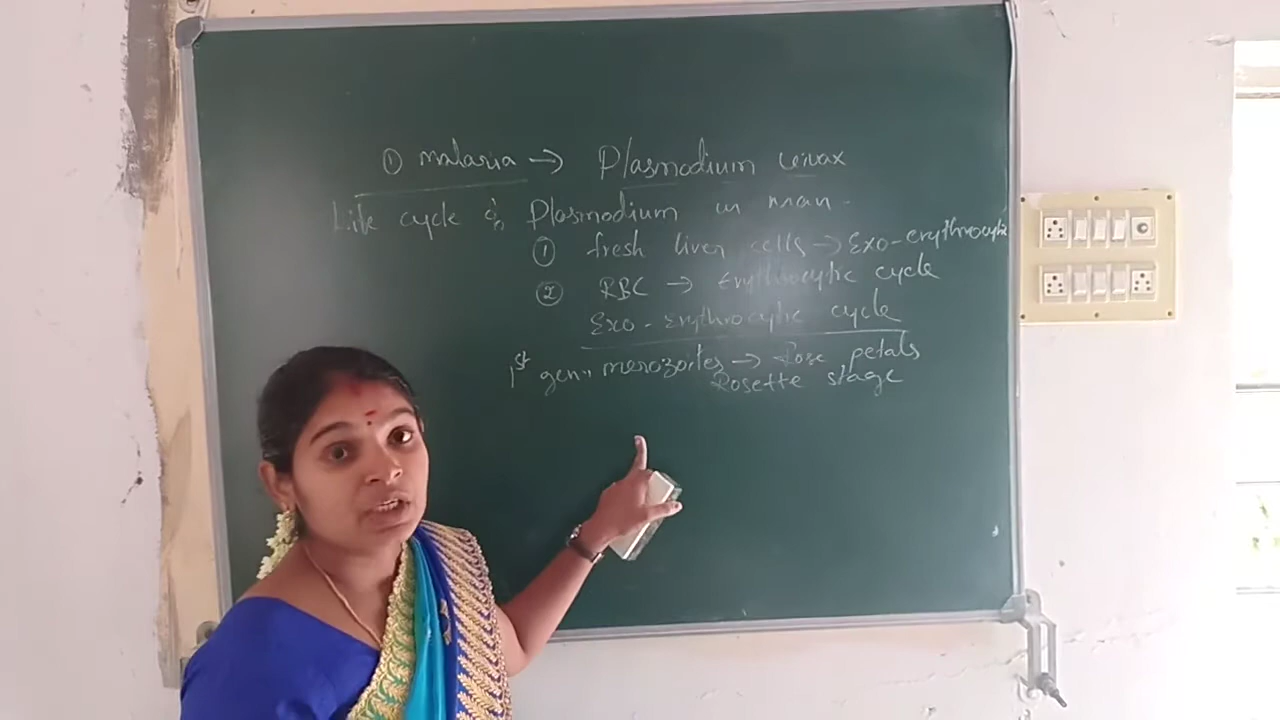 ① malaria → Plasmodium vivax
Life cycle of Plasmodium in man.
① fresh liver cells → Exo-erythrocytic
② RBC → Erythrocytic cycle
Exo-Erythrocytic cycle
1st gen.. merozoites → Rose petals
Rosette stage